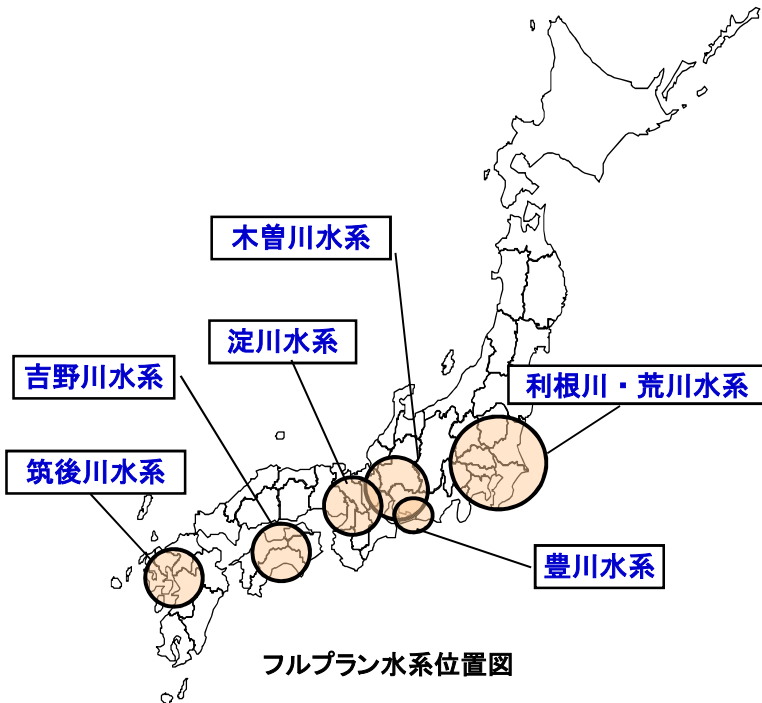 木曽川水系
淀川水系
吉野川水系
利根川・荒川水系
筑後川水系
豊川水系
フルプラン水系位置図